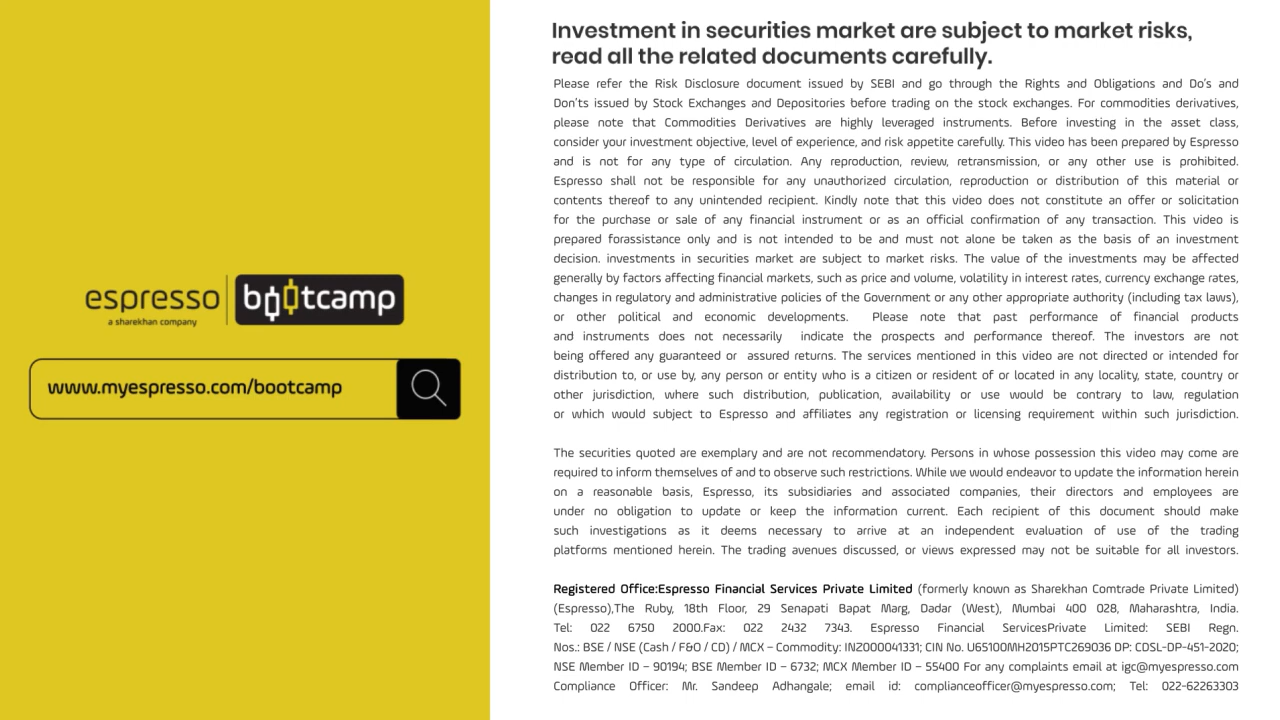 espresso bootcamp
a sharekhan company
www.myespresso.com/bootcamp
Investment in securities market are subject to market risks,
read all the related documents carefully.
Please refer the Risk Disclosure document issued by SEBI and go through the Rights and Obligations and Do's and
Don'ts issued by Stock Exchanges and Depositories before trading on the stock exchanges. For commodities derivatives,
please note that Commodities Derivatives are highly leveraged instruments. Before investing in the asset class,
consider your investment objective, level of experience, and risk appetite carefully. This video has been prepared by Espresso
and is not for any type of circulation. Any reproduction, review, retransmission, or any other use is prohibited.
Espresso shall not be responsible for any unauthorized circulation, reproduction or distribution of this material or
contents thereof to any unintended recipient. Kindly note that this video does not constitute an offer or solicitation
for the purchase or sale of any financial instrument or as an official confirmation of any transaction. This video is
prepared forassistance only and is not intended to be and must not alone be taken as the basis of an investment
decision. investments in securities market are subject to market risks. The value of the investments may be affected
generally by factors affecting financial markets, such as price and volume, volatility in interest rates, currency exchange rates,
changes in regulatory and administrative policies of the Government or any other appropriate authority (including tax laws),
or other political and economic developments. Please note that past performance of financial products
and instruments does not necessarily indicate the prospects and performance thereof. The investors are not
being offered any guaranteed or assured returns. The services mentioned in this video are not directed or intended for
distribution to, or use by, any person or entity who is a citizen or resident of or located in any locality, state, country or
other jurisdiction, where such distribution, publication, availability or use would be contrary to law, regulation
or which would subject to Espresso and affiliates any registration or licensing requirement within such jurisdiction.
The securities quoted are exemplary and are not recommendatory. Persons in whose possession this video may come are
required to inform themselves of and to observe such restrictions. While we would endeavor to update the information herein
on a reasonable basis, Espresso, its subsidiaries and associated companies, their directors and employees are
under no obligation to update or keep the information current. Each recipient of this document should make
such investigations as it deems necessary to arrive at an independent evaluation of use of the trading
platforms mentioned herein. The trading avenues discussed, or views expressed may not be suitable for all investors.
Registered Office:Espresso Financial Services Private Limited (formerly known as Sharekhan Comtrade Private Limited)
(Espresso),The Ruby, 18th Floor, 29 Senapati Bapat Marg, Dadar (West), Mumbai 400 028, Maharashtra, India.
Tel: 022 6750 2000.Fax: 022 2432 7343. Espresso Financial ServicesPrivate Limited: SEBI Regn.
Nos.: BSE / NSE (Cash / F&O / CD) / MCX – Commodity: INZ000041331; CIN No. U65100MH2015PTC269036 DP: CDSL-DP-451-2020;
NSE Member ID – 90194; BSE Member ID – 6732; MCX Member ID – 55400 For any complaints email at igc@myespresso.com
Compliance Officer: Mr. Sandeep Adhangale; email id: complianceofficer@myespresso.com; Tel: 022-62263303